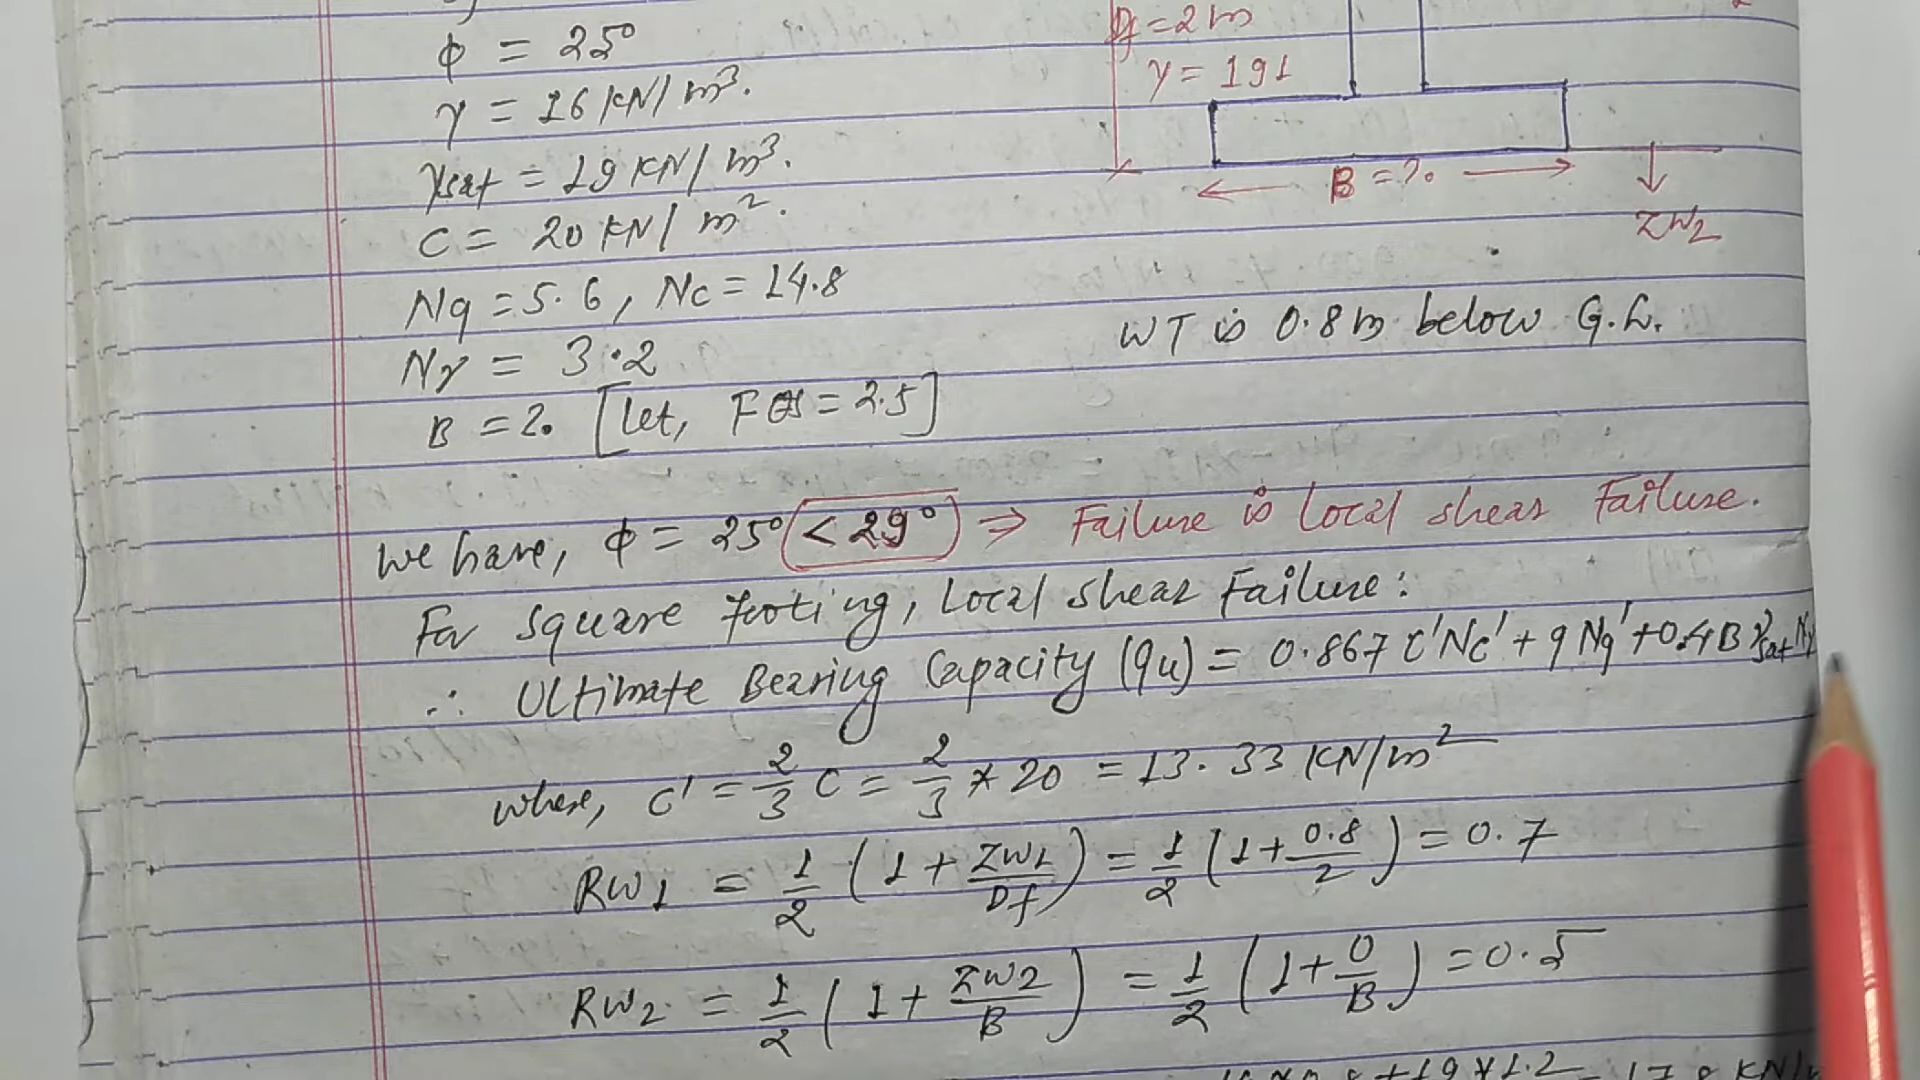 ϕ = 25°
γ = 16 KN/m³.
γsat = 19 KN/m³.
C = 20 KN/m².
Nq = 5.6, Nc = 14.8
Nγ = 3.2
B = ?. [Let, FOS = 2.5]
Df = 2m
γ = 191
B = ?.
ZW2
WT is 0.8m below G.L.
We have, ϕ = 25° < 29° ⇒ Failure is Local shear Failure.
For square footing, Local shear Failure:
∴ Ultimate Bearing Capacity (qu) = 0.867 C'Nc' + q Nq' + 0.4B γsat Nγ
where, C' = 2/3 C = 2/3 * 20 = 13.33 KN/m²
RW1 = 1/2 (1 + ZW1/Df) = 1/2 (1 + 0.8/2) = 0.7
RW2 = 1/2 (1 + ZW2/B) = 1/2 (1 + 0/B) = 0.5
+ 19 * 1.2